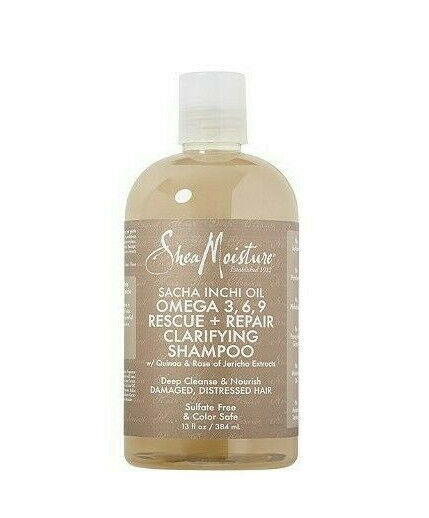 SheaMoisture®
Established 1912
SACHA INCHI OIL
OMEGA 3, 6, 9
RESCUE + REPAIR
CLARIFYING
SHAMPOO
w/ Quinoa & Rose of Jericho Extracts
Deep Cleanse & Nourish
DAMAGED, DISTRESSED HAIR
Sulfate Free
& Color Safe
13 fl oz / 384 mL